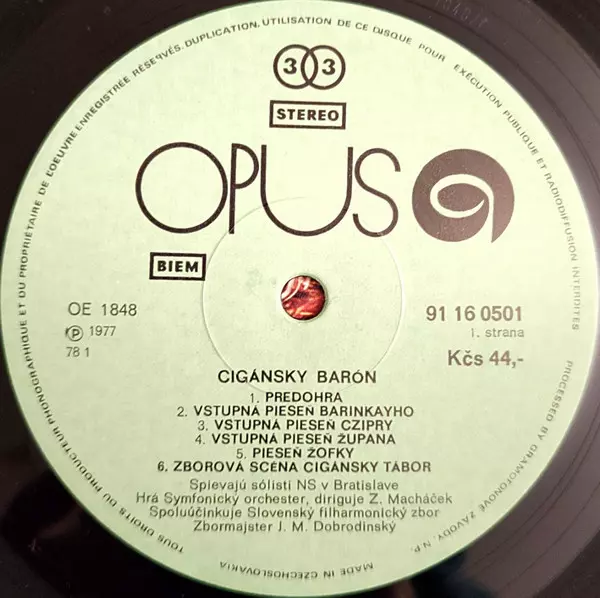 TOUS DROITS DU PRODUCTEUR PHONOGRAPHIQUE ET DU PROPRIÉTAIRE DE L'OEUVRE ENREGISTRÉE RÉSERVÉS. DUPLICATION, UTILISATION DE CE DISQUE POUR EXÉCUTION PUBLIQUE ET RADIODIFFUSION INTERDITES
PROCESSED BY GRAMOFONOVÉ ZÁVODY, N.P.
33
STEREO
OPUS
BIEM
OE 1848
℗ 1977
78 1
91 16 0501
1. strana
Kčs 44,-
CIGÁNSKY BARÓN
1. PREDOHRA
2. VSTUPNÁ PIESEŇ BARINKAYHO
3. VSTUPNÁ PIESEŇ CZIPRY
4. VSTUPNÁ PIESEŇ ŽUPANA
5. PIESEŇ ŽOFKY
6. ZBOROVÁ SCÉNA CIGÁNSKY TÁBOR
Spievajú sólisti NS v Bratislave
Hrá Symfonický orchester, diriguje Z. Macháček
Spoluúčinkuje Slovenský filharmonický zbor
Zbormajster J. M. Dobrodinský
MADE IN CZECHOSLOVAKIA